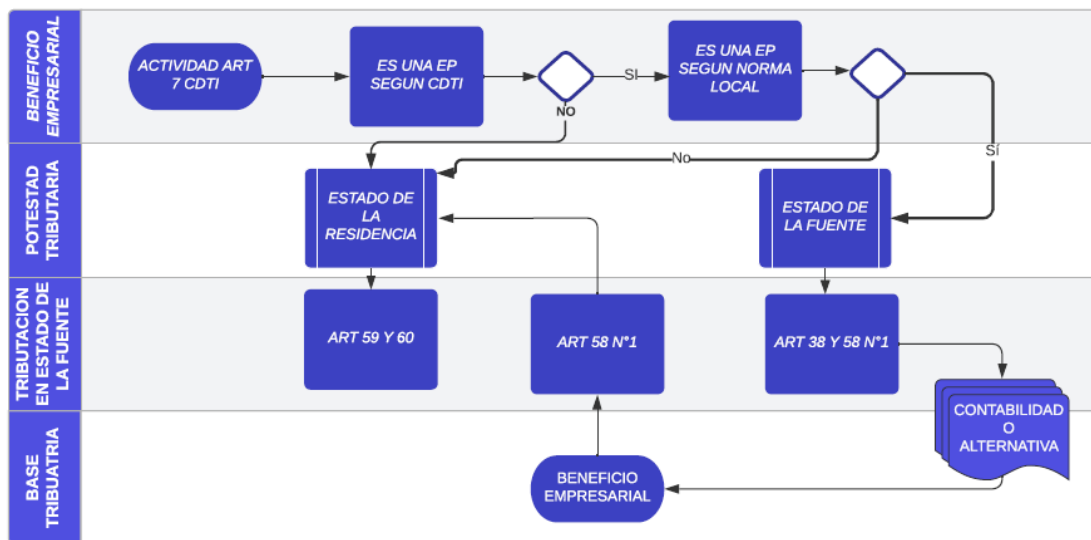 BENEFICIO
EMPRESARIAL
ACTIVIDAD ART
7 CDTI
ES UNA EP
SEGUN CDTI
NO
SI
ES UNA EP
SEGUN NORMA
LOCAL
No
Sí
POTESTAD
TRIBUTARIA
ESTADO DE
LA
RESIDENCIA
ESTADO DE
LA FUENTE
TRIBUTACION
EN ESTADO DE
LA FUENTE
ART 59 Y 60
ART 58 N°1
ART 38 Y 58 N°1
CONTABILIDAD
O
ALTERNATIVA
BASE
TRIBUATRIA
BENEFICIO
EMPRESARIAL